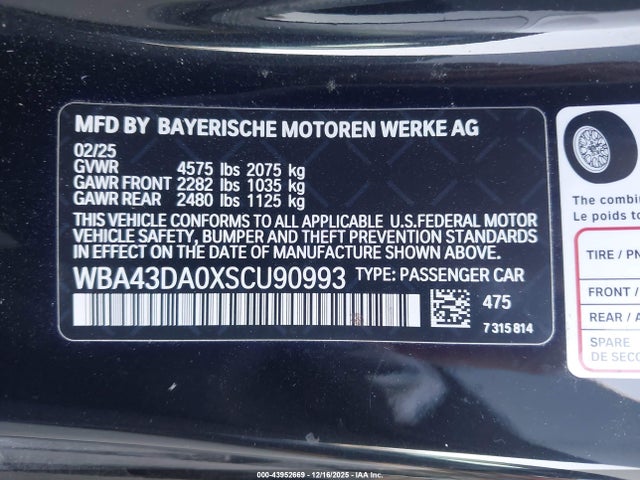 MFD BY BAYERISCHE MOTOREN WERKE AG
02/25
GVWR 4575 lbs 2075 kg
GAWR FRONT 2282 lbs 1035 kg
GAWR REAR 2480 lbs 1125 kg
THIS VEHICLE CONFORMS TO ALL APPLICABLE U.S.FEDERAL MOTOR
VEHICLE SAFETY, BUMPER AND THEFT PREVENTION STANDARDS
IN EFFECT ON THE DATE OF MANUFACTURE SHOWN ABOVE.
WBA43DA0XSCU90993 TYPE: PASSENGER CAR
475
7 315 814
The combin
Le poids to
TIRE / PN
FRONT /
REAR / A
SPARE
DE SECO
000-43952669 - 12/16/2025 - IAA Inc.